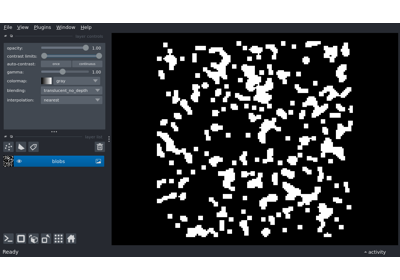 File View Plugins Window Help
opacity: 1.00
contrast limits:
auto-contrast: once continuous
gamma: 1.00
colormap: gray
blending: translucent_no_depth
interpolation: nearest
blobs
Ready
activity